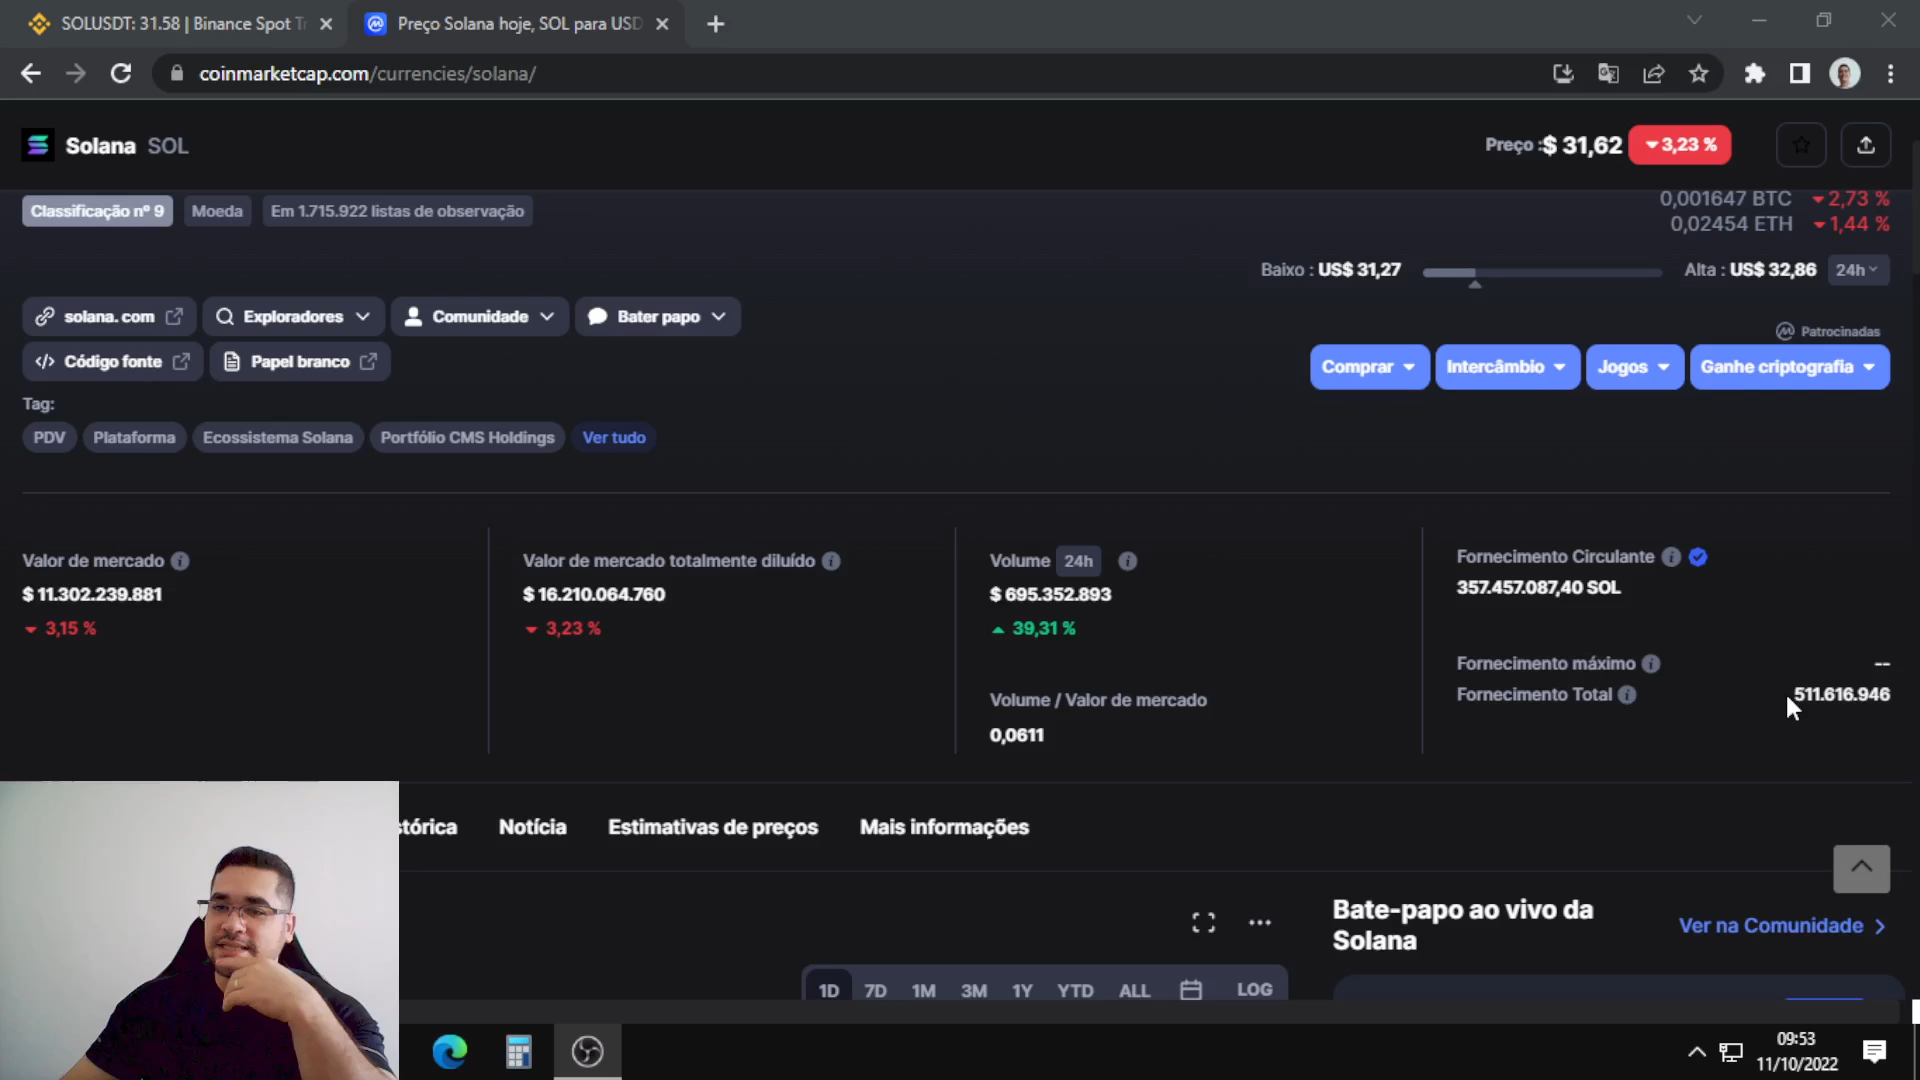 SOLUSDT: 31.58 | Binance Spot Tr
Preço Solana hoje, SOL para USD
coinmarketcap.com/currencies/solana/
Solana SOL
Preço :$ 31,62
3,23 %
Classificação nº 9
Moeda
Em 1.715.922 listas de observação
0,001647 BTC
2,73 %
0,02454 ETH
1,44 %
Baixo : US$ 31,27
Alta : US$ 32,86
24h
solana. com
Exploradores
Comunidade
Bater papo
Patrocinadas
Código fonte
Papel branco
Comprar
Intercâmbio
Jogos
Ganhe criptografia
Tag:
PDV
Plataforma
Ecossistema Solana
Portfólio CMS Holdings
Ver tudo
Valor de mercado
$ 11.302.239.881
3,15 %
Valor de mercado totalmente diluído
$ 16.210.064.760
3,23 %
Volume 24h
$ 695.352.893
39,31 %
Volume / Valor de mercado
0,0611
Fornecimento Circulante
357.457.087,40 SOL
Fornecimento máximo
--
Fornecimento Total
511.616.946
stórica
Notícia
Estimativas de preços
Mais informações
Bate-papo ao vivo da
Solana
Ver na Comunidade
1D
7D
1M
3M
1Y
YTD
ALL
LOG
09:53
11/10/2022